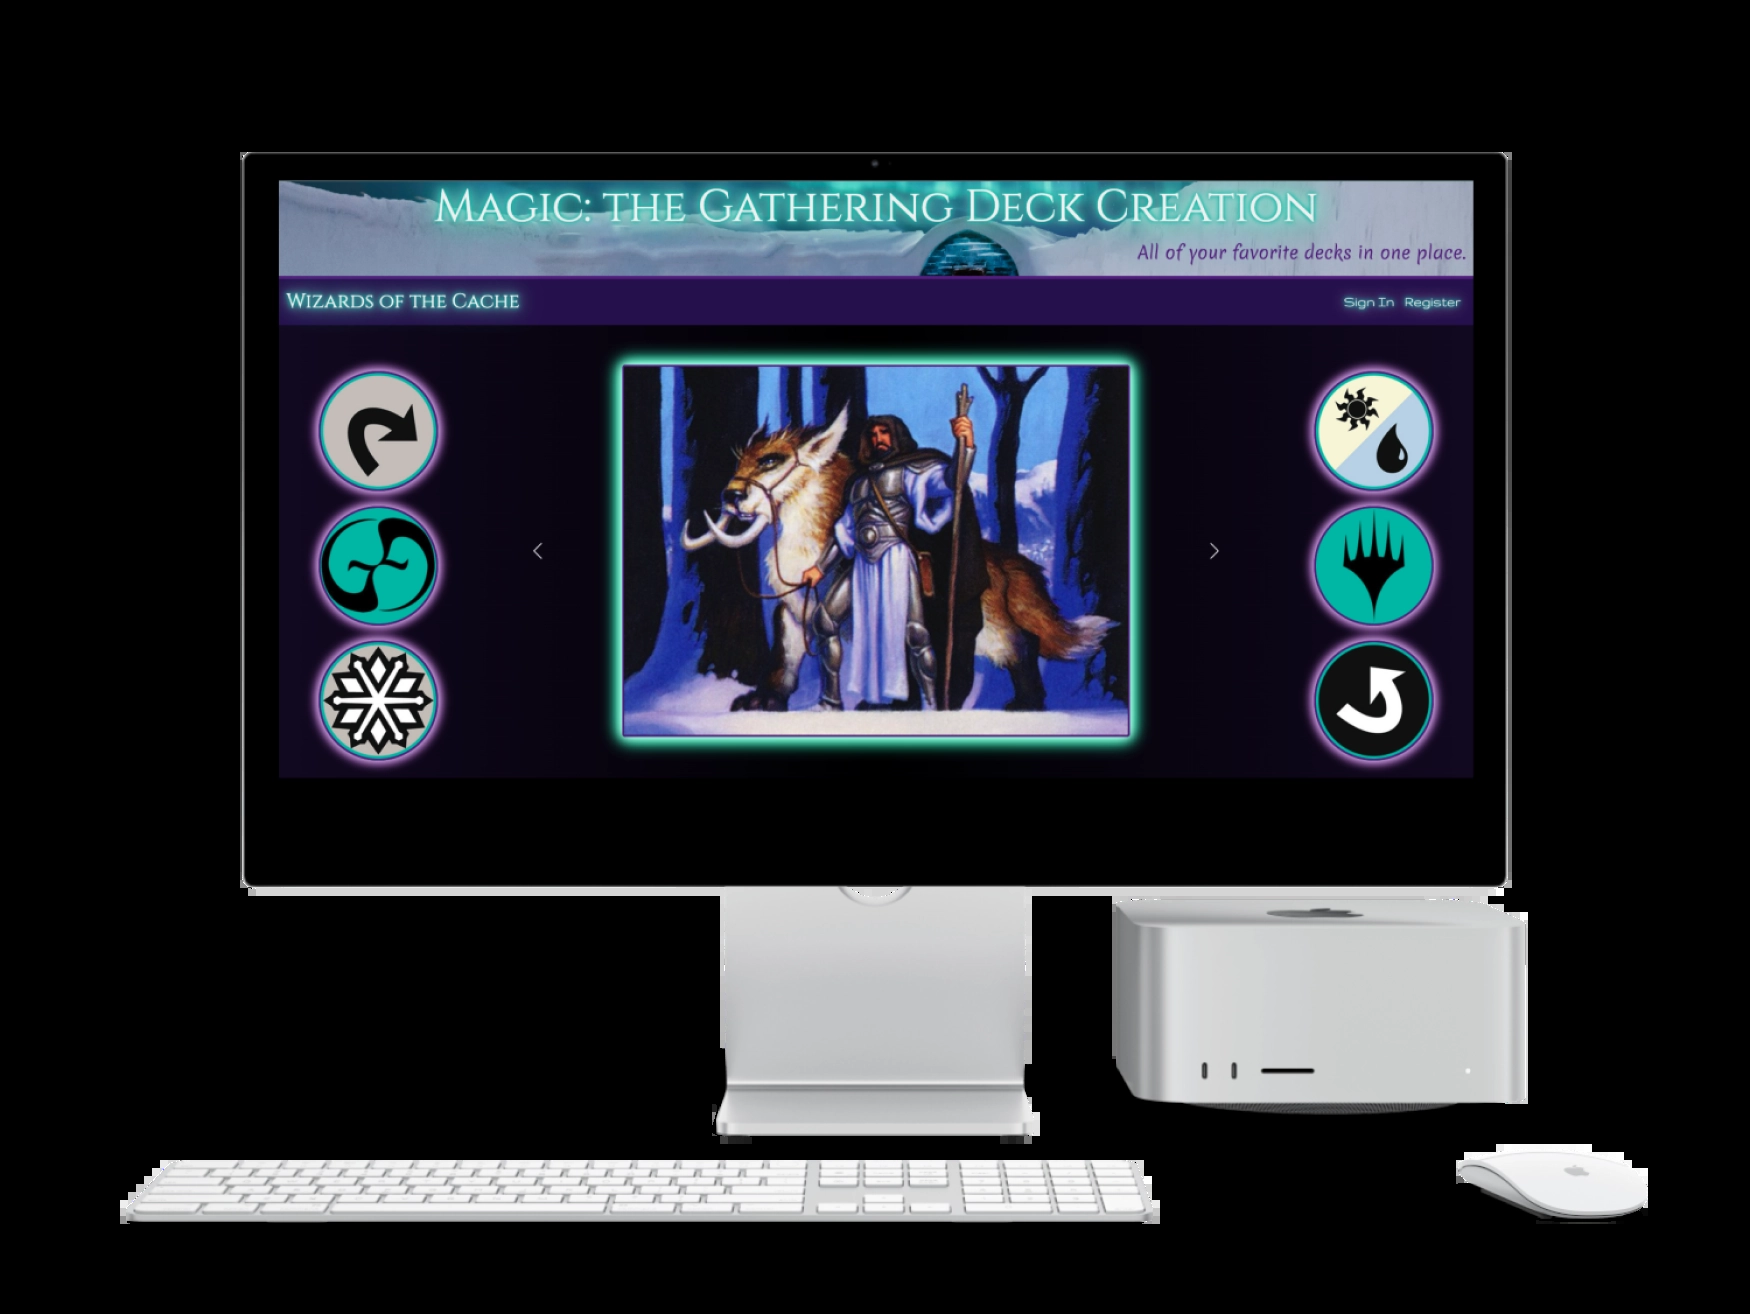 Magic: the Gathering Deck Creation
All of your favorite decks in one place.
Wizards of the Cache
Sign In Register